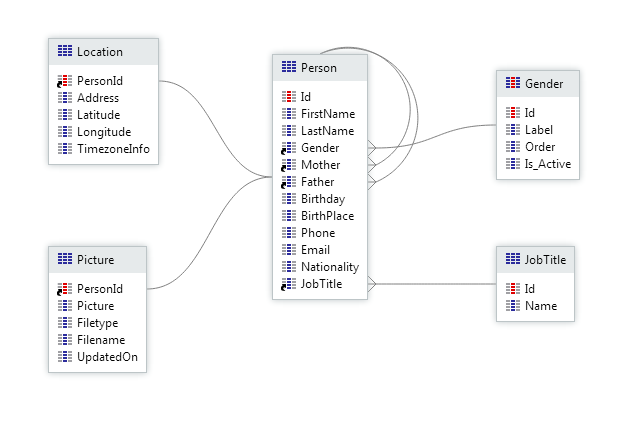 Location
PersonId
Address
Latitude
Longitude
TimezoneInfo
Picture
PersonId
Picture
Filetype
Filename
UpdatedOn
Person
Id
FirstName
LastName
Gender
Mother
Father
Birthday
BirthPlace
Phone
Email
Nationality
JobTitle
Gender
Id
Label
Order
Is_Active
JobTitle
Id
Name